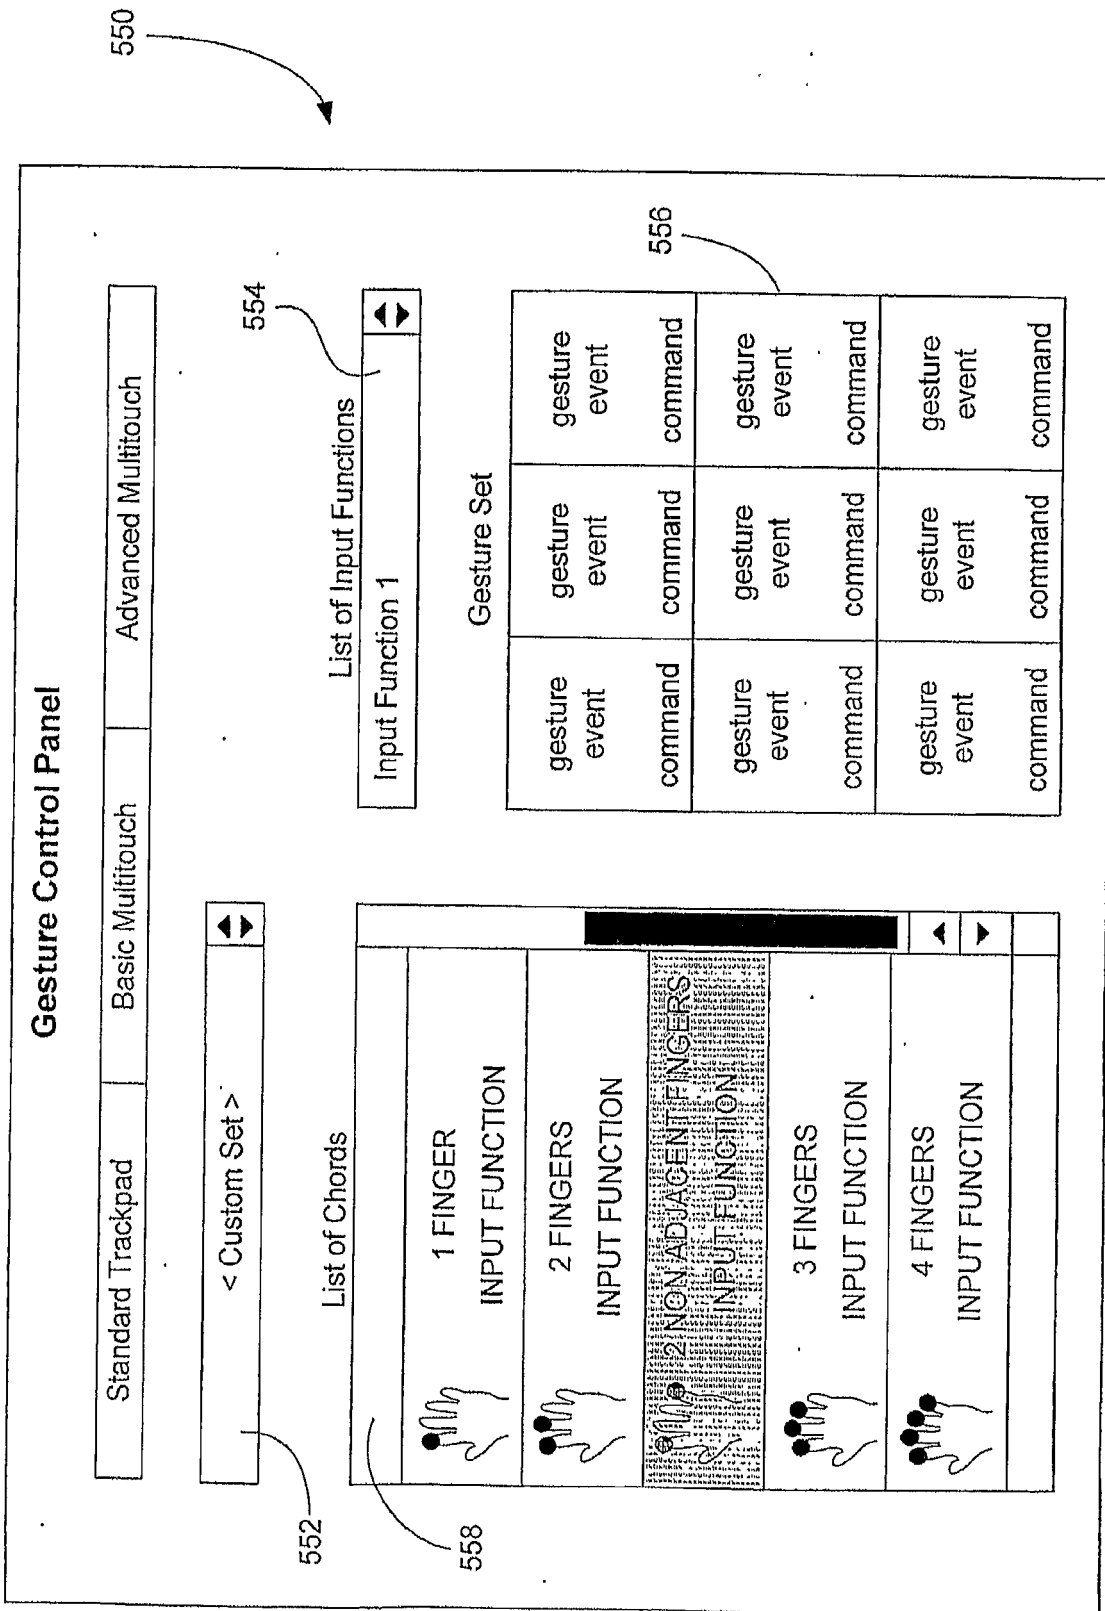 550
Gesture Control Panel
Standard Trackpad
Basic Multitouch
Advanced Multitouch
552
< Custom Set >
List of Chords
558
1 FINGER
INPUT FUNCTION
2 FINGERS
INPUT FUNCTION
2 NON ADJACENT FINGERS
INPUT FUNCTION
3 FINGERS
INPUT FUNCTION
4 FINGERS
INPUT FUNCTION
554
List of Input Functions
Input Function 1
Gesture Set
556
gesture
event
command
gesture
event
command
gesture
event
command
gesture
event
command
gesture
event
command
gesture
event
command
gesture
event
command
gesture
event
command
gesture
event
command